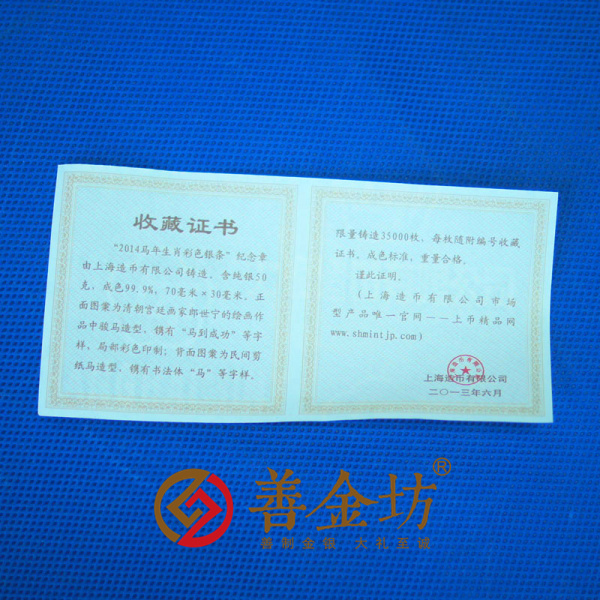 收藏证书
“2014马年生肖彩色银条”纪念章
由上海造币有限公司铸造。含纯银50
克，成色99.9%，70毫米×30毫米。正
面图案为清朝宫廷画家郎世宁的绘画作
品中骏马造型，镌有“马到成功”等字
样，局部彩色印制；背面图案为民间剪
纸马造型，镌有书法体“马”等字样。
限量铸造35000枚，每枚随附编号收藏
证书。成色标准，重量合格。
谨此证明。
(上海造币有限公司市场
型产品唯一官网——上币精品网
www.shmintjp.com)
上海造币有限公司
二〇一三年六月
善金坊®
善制金银 大礼至诚